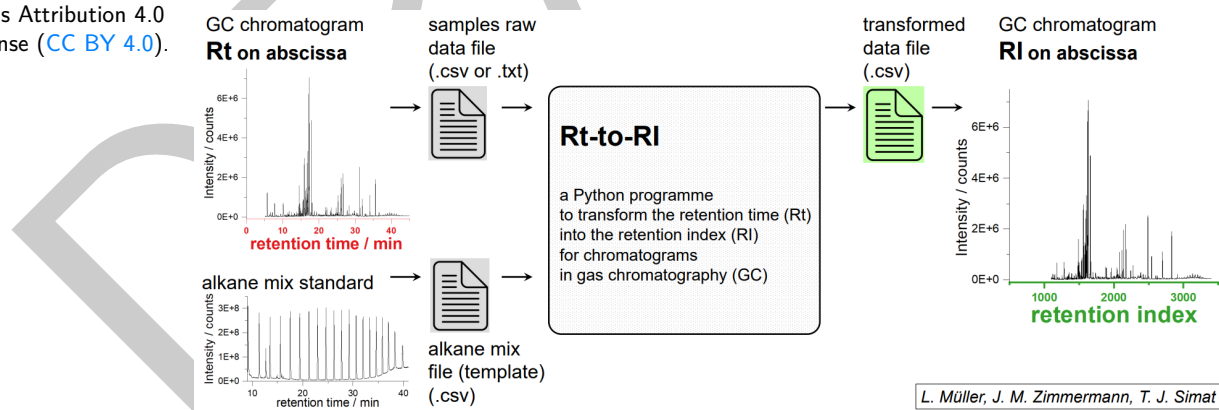 s Attribution 4.0
nse (CC BY 4.0).
GC chromatogram
Rt on abscissa
Intensity / counts
6E+6
4E+6
2E+6
0E+0
0 10 20 30 40
retention time / min
samples raw
data file
(.csv or .txt)
alkane mix standard
Intensity / counts
3E+8
2E+8
1E+8
0E+0
10 20 30 40
retention time / min
alkane mix
file (template)
(.csv)
Rt-to-RI
a Python programme
to transform the retention time (Rt)
into the retention index (RI)
for chromatograms
in gas chromatography (GC)
transformed
data file
(.csv)
GC chromatogram
RI on abscissa
Intensity / counts
6E+6
4E+6
2E+6
0E+0
1000 2000 3000
retention index
L. Müller, J. M. Zimmermann, T. J. Simat